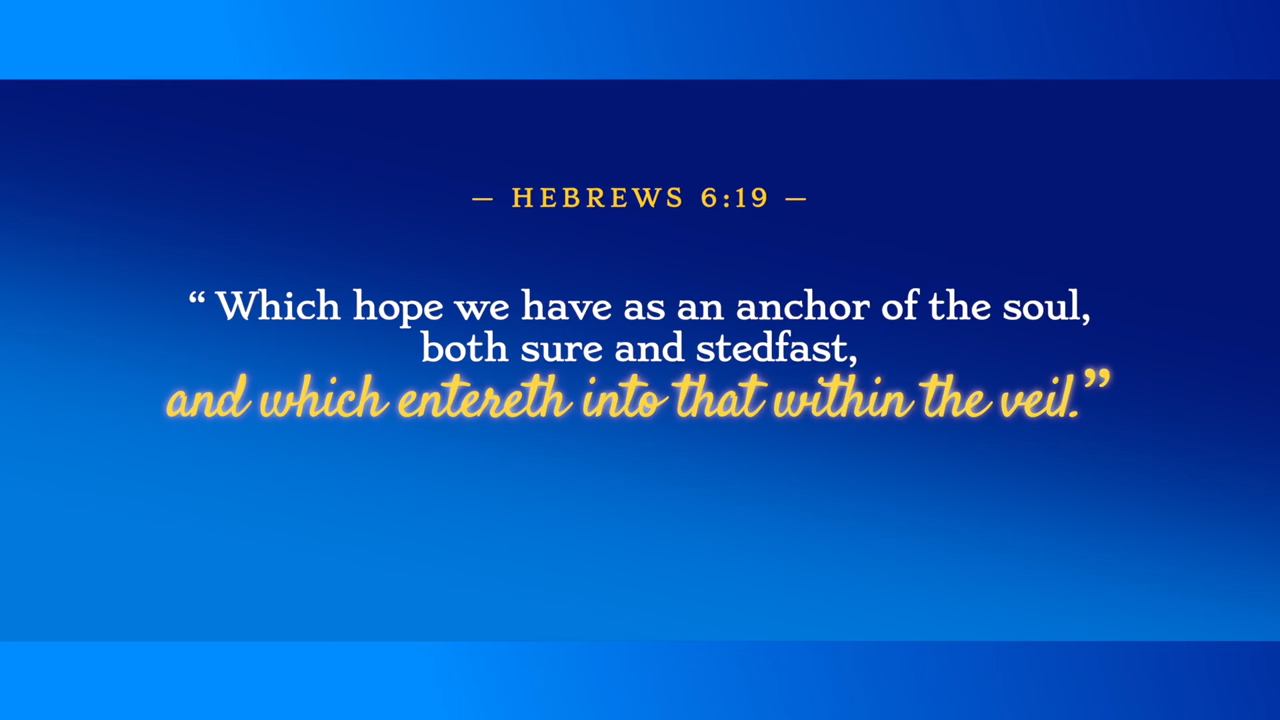 — HEBREWS 6:19 —
“ Which hope we have as an anchor of the soul,
both sure and stedfast,
and which entereth into that within the veil.”